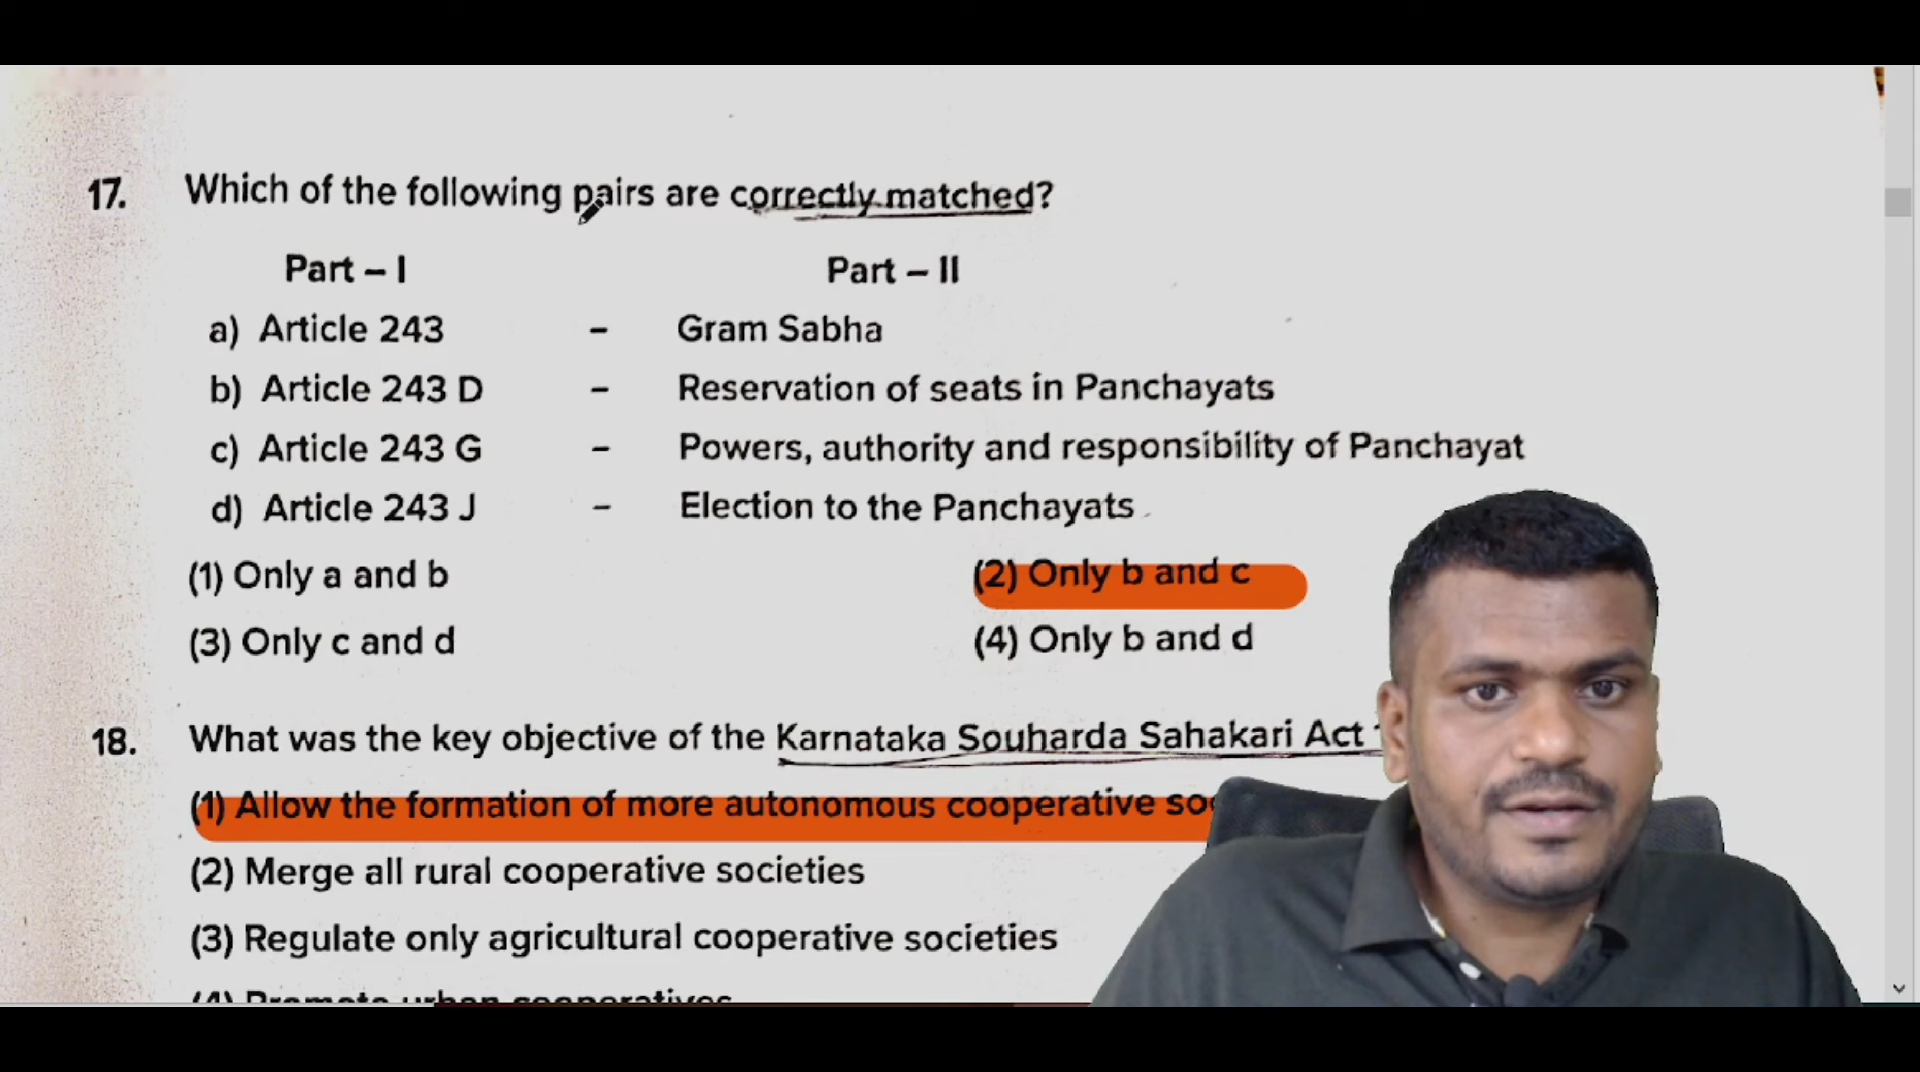 17. Which of the following pairs are correctly matched?
Part – I Part – II
a) Article 243 – Gram Sabha
b) Article 243 D – Reservation of seats in Panchayats
c) Article 243 G – Powers, authority and responsibility of Panchayat
d) Article 243 J – Election to the Panchayats
(1) Only a and b (2) Only b and c
(3) Only c and d (4) Only b and d
18. What was the key objective of the Karnataka Souharda Sahakari Act
(1) Allow the formation of more autonomous cooperative
(2) Merge all rural cooperative societies
(3) Regulate only agricultural cooperative societies
(4) Promote urban cooperatives